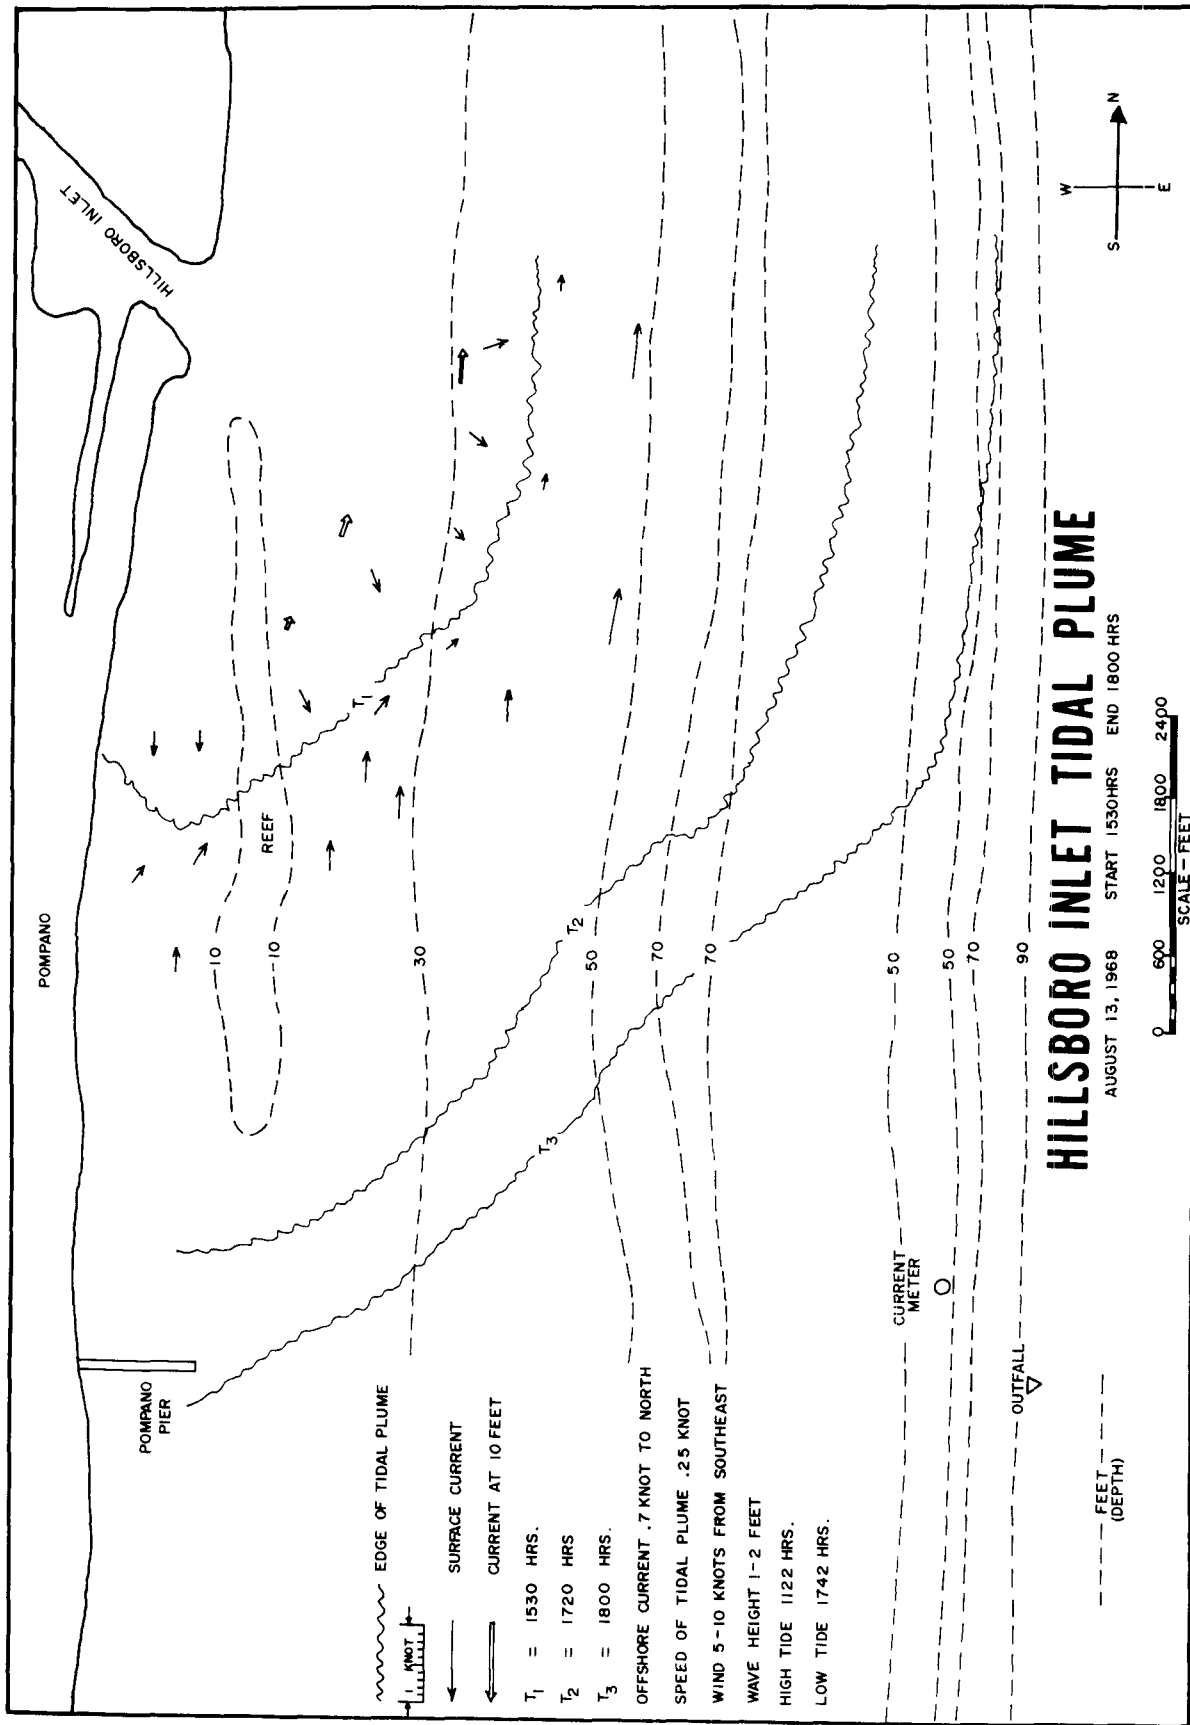 POMPANO
HILLSBORO INLET
REEF
10
10
30
50
70
70
50
50
70
90
T1
T2
T3
POMPANO
PIER
CURRENT
METER
OUTFALL
W
S
N
E
EDGE OF TIDAL PLUME
1 KNOT
SURFACE CURRENT
CURRENT AT 10 FEET
T1 = 1530 HRS.
T2 = 1720 HRS
T3 = 1800 HRS.
OFFSHORE CURRENT .7 KNOT TO NORTH
SPEED OF TIDAL PLUME .25 KNOT
WIND 5-10 KNOTS FROM SOUTHEAST
WAVE HEIGHT 1-2 FEET
HIGH TIDE 1122 HRS.
LOW TIDE 1742 HRS.
FEET
(DEPTH)
HILLSBORO INLET TIDAL PLUME
AUGUST 13, 1968 START 1530HRS END 1800 HRS
0 600 1200 1800 2400
SCALE - FEET